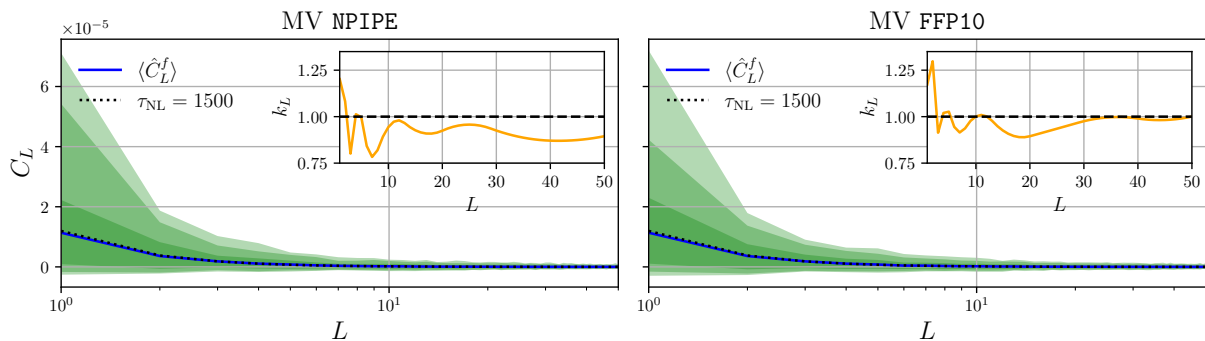 MV NPIPE
×10⁻⁵
⟨Ĉ_L^f⟩
τ_NL = 1500
C_L
6
4
2
0
10⁰
10¹
L
k_L
1.25
1.00
0.75
10 20 30 40 50
L
MV FFP10
⟨Ĉ_L^f⟩
τ_NL = 1500
10⁰
10¹
L
k_L
1.25
1.00
0.75
10 20 30 40 50
L